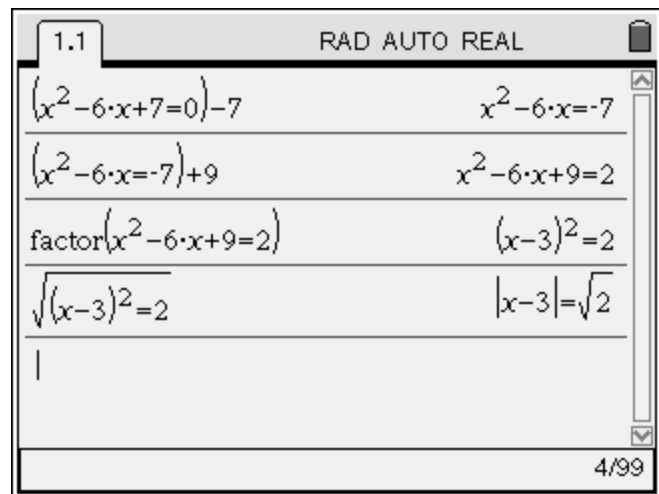 1.1 RAD AUTO REAL
(x²−6·x+7=0)−7 x²−6·x=⁻7
(x²−6·x=⁻7)+9 x²−6·x+9=2
factor(x²−6·x+9=2) (x−3)²=2
√((x−3)²=2) |x−3|=√2
4/99